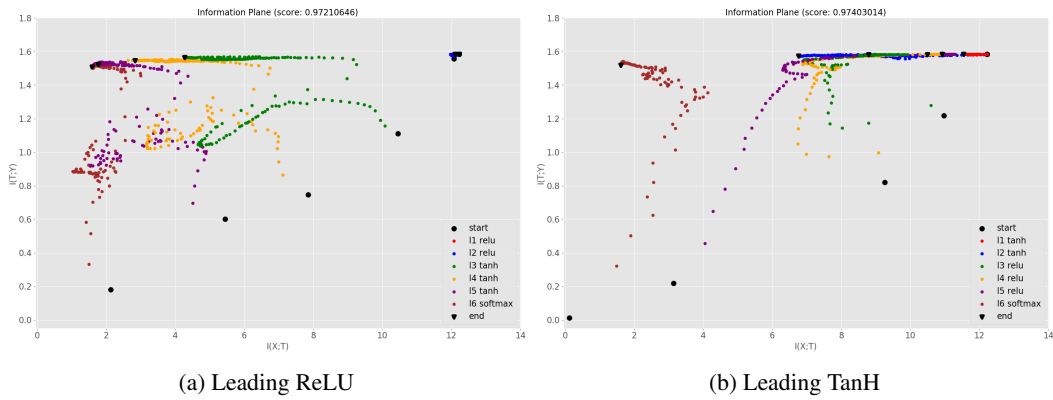 Information Plane (score: 0.97210646)
1.8
1.6
1.4
1.2
1.0
0.8
0.6
0.4
0.2
0.0
I(T;Y)
0 2 4 6 8 10 12 14
I(X;T)
start
l1 relu
l2 relu
l3 tanh
l4 tanh
l5 tanh
l6 softmax
end
(a) Leading ReLU
Information Plane (score: 0.97403014)
1.8
1.6
1.4
1.2
1.0
0.8
0.6
0.4
0.2
0.0
I(T;Y)
0 2 4 6 8 10 12 14
I(X;T)
start
l1 tanh
l2 tanh
l3 relu
l4 relu
l5 relu
l6 softmax
end
(b) Leading TanH